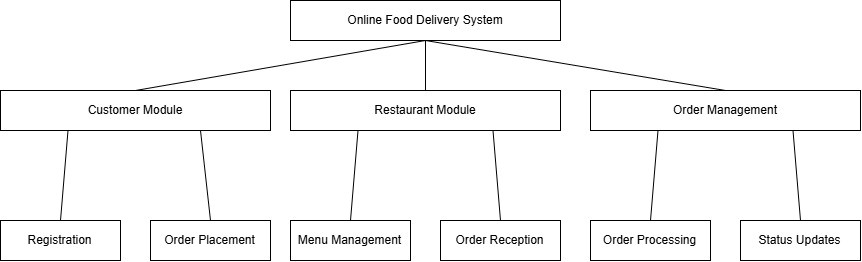 Online Food Delivery System
Customer Module
Restaurant Module
Order Management
Registration
Order Placement
Menu Management
Order Reception
Order Processing
Status Updates